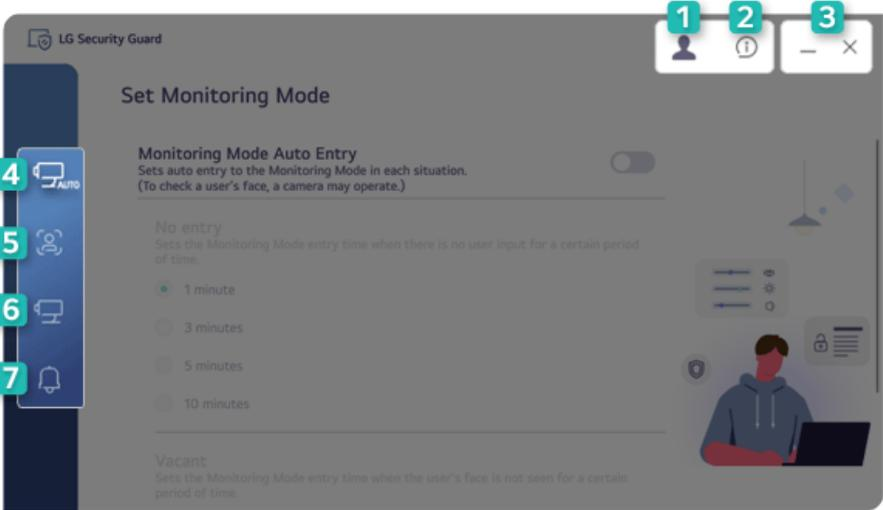 1 2 3
LG Security Guard
Set Monitoring Mode
Monitoring Mode Auto Entry
Sets auto entry to the Monitoring Mode in each situation.
(To check a user's face, a camera may operate.)
4 AUTO
No entry
Sets the Monitoring Mode entry time when there is no user input for a certain period
of time.
5
1 minute
6
3 minutes
5 minutes
7
10 minutes
Vacant
Sets the Monitoring Mode entry time when the user's face is not seen for a certain
period of time.